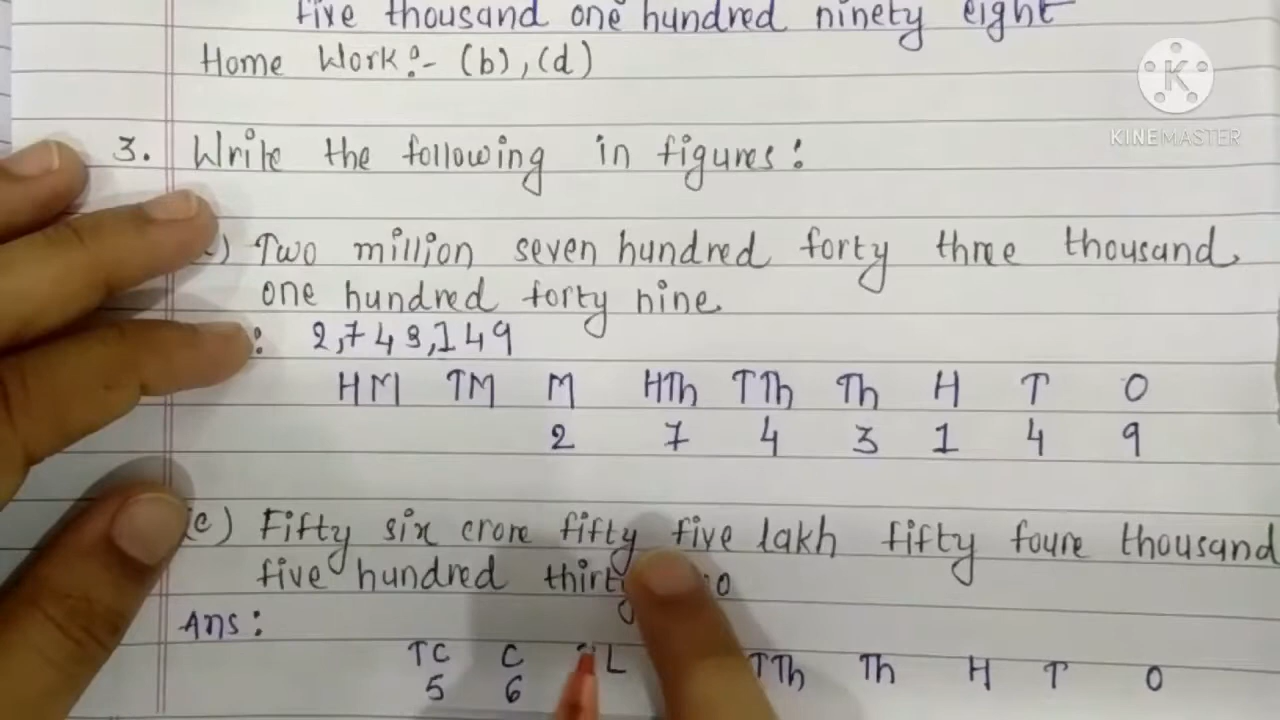 five thousand one hundred ninety eight
Home Work:- (b), (d)
KINEMASTER
3. Write the following in figures:
) Two million seven hundred forty three thousand
one hundred forty nine
: 2,743,149
HM TM M HTh TTh Th H T O
2 7 4 3 1 4 9
(c) Fifty six crore fifty five lakh fifty foure thousand
five hundred
Ans:
TC C L TTh Th H T O
5 6